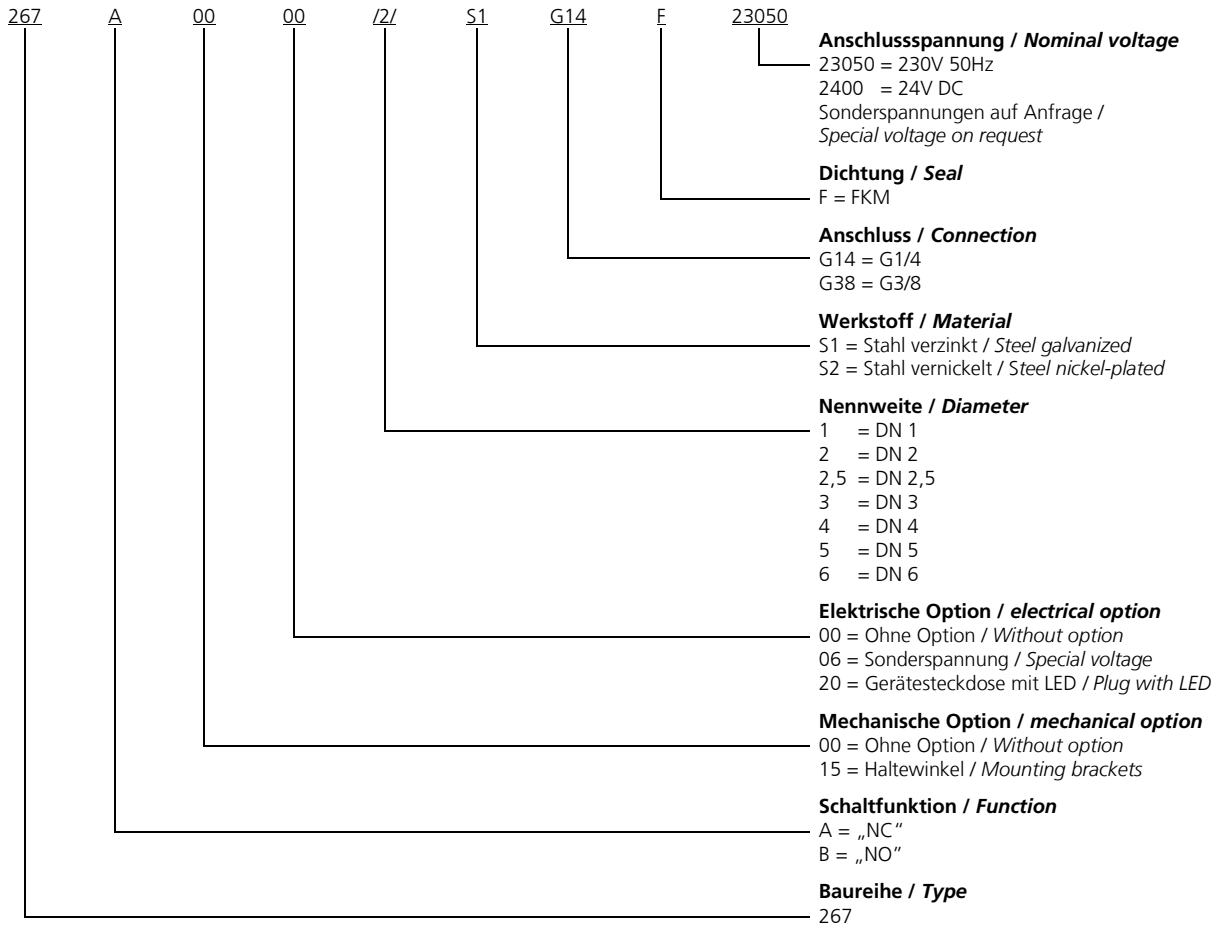 267 A 00 00 /2/ S1 G14 F 23050
Anschlussspannung / Nominal voltage
23050 = 230V 50Hz
2400 = 24V DC
Sonderspannungen auf Anfrage /
Special voltage on request
Dichtung / Seal
F = FKM
Anschluss / Connection
G14 = G1/4
G38 = G3/8
Werkstoff / Material
S1 = Stahl verzinkt / Steel galvanized
S2 = Stahl vernickelt / Steel nickel-plated
Nennweite / Diameter
1 = DN 1
2 = DN 2
2,5 = DN 2,5
3 = DN 3
4 = DN 4
5 = DN 5
6 = DN 6
Elektrische Option / electrical option
00 = Ohne Option / Without option
06 = Sonderspannung / Special voltage
20 = Gerätesteckdose mit LED / Plug with LED
Mechanische Option / mechanical option
00 = Ohne Option / Without option
15 = Haltewinkel / Mounting brackets
Schaltfunktion / Function
A = „NC“
B = „NO“
Baureihe / Type
267